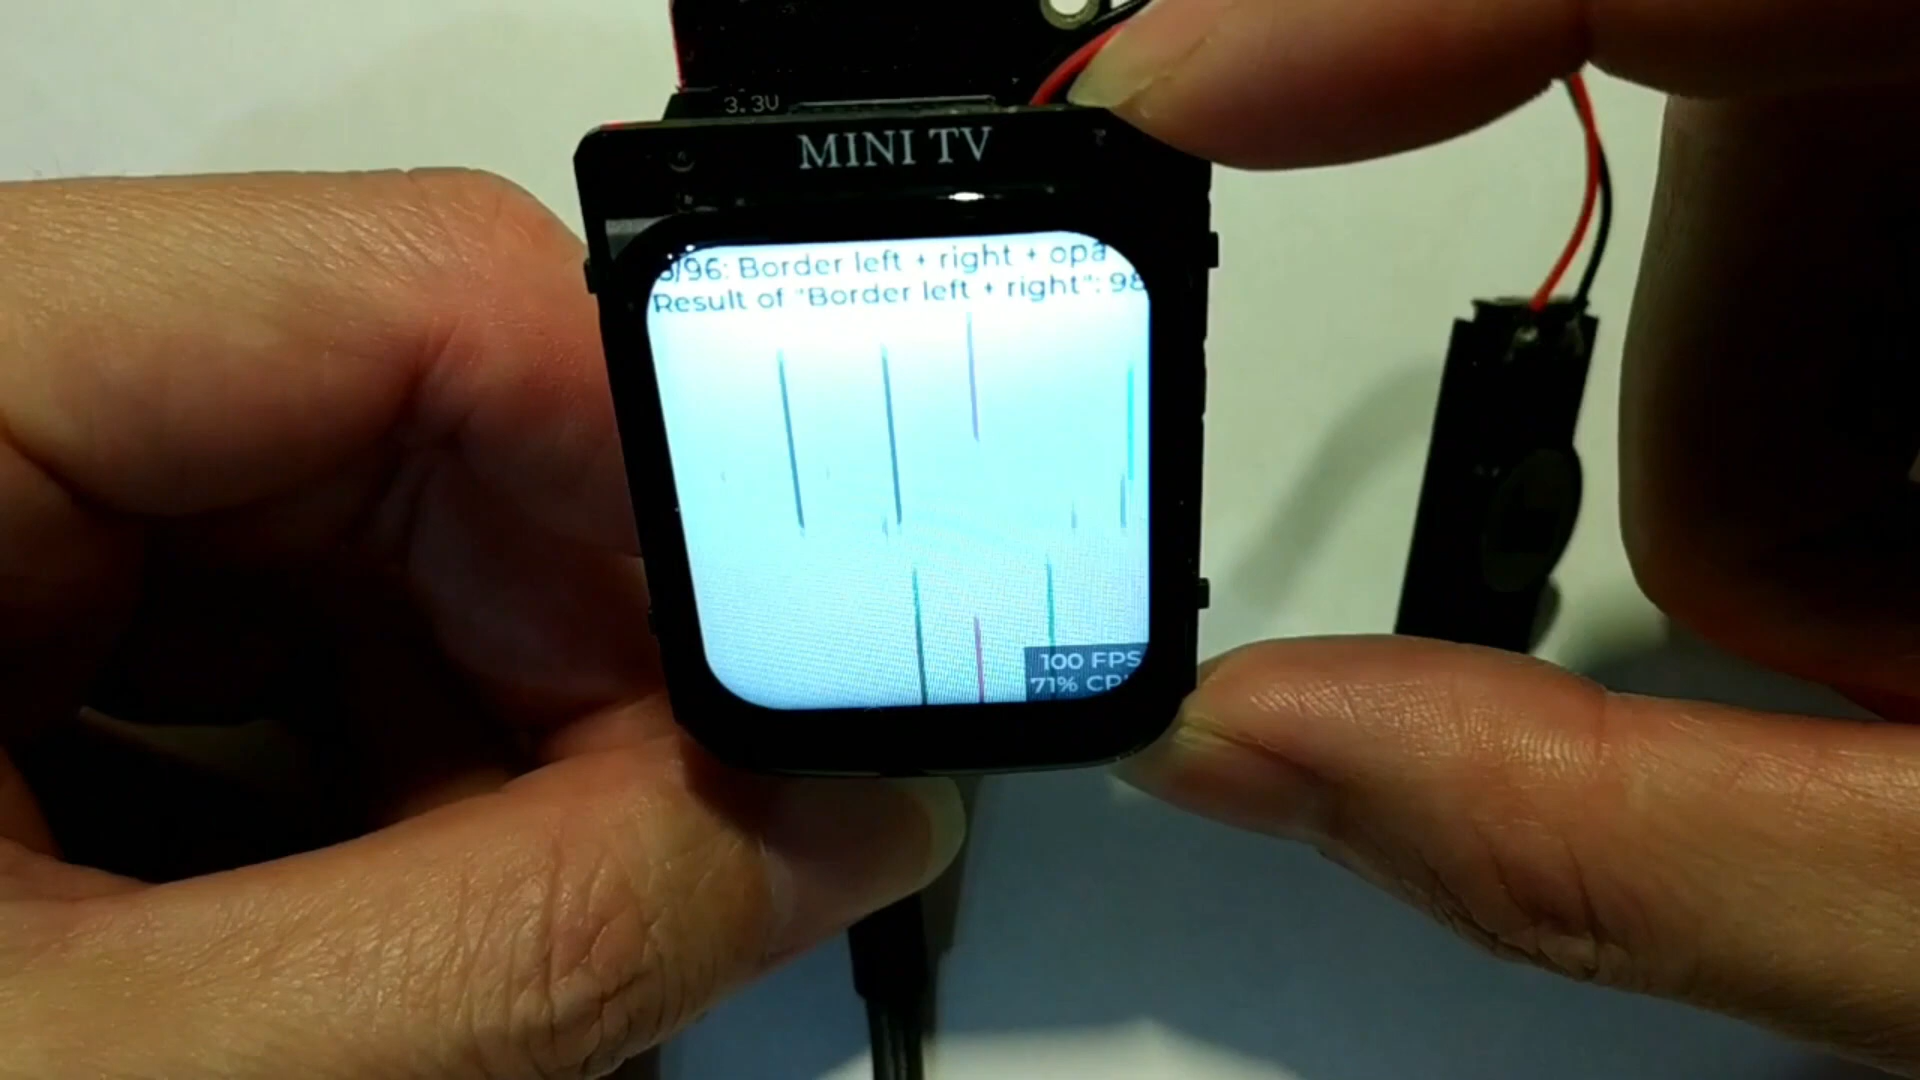 3.3V
MINI TV
/96: Border left + right + opa
Result of "Border left + right": 98
100 FPS
71% CP